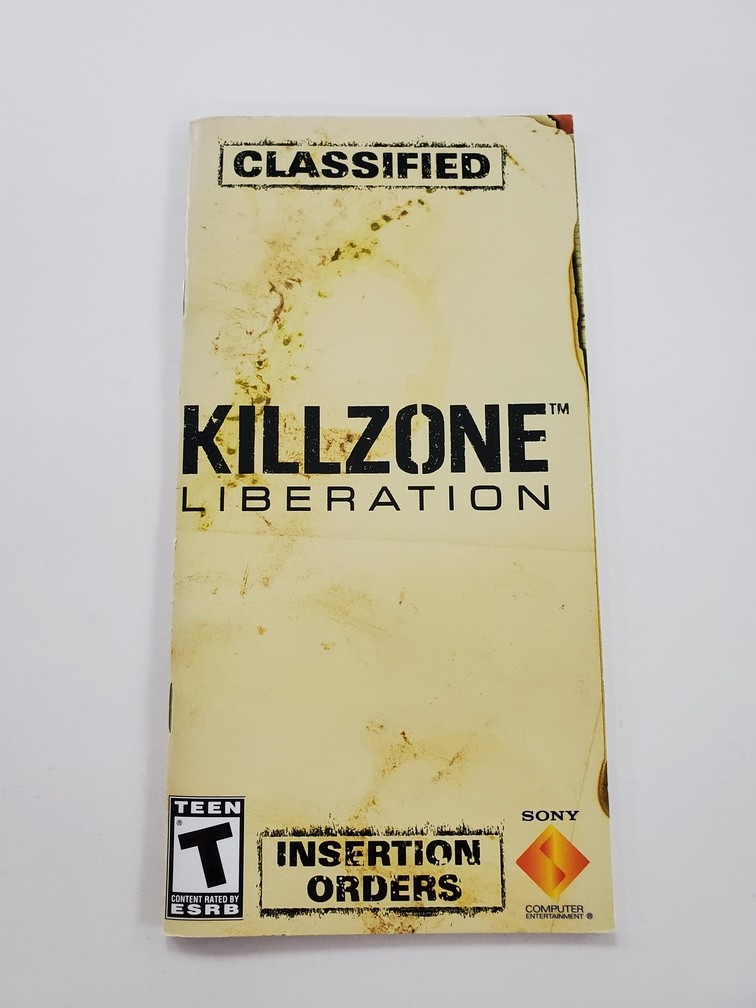 CLASSIFIED
KILLZONE™
LIBERATION
TEEN
T ®
CONTENT RATED BY
ESRB
INSERTION
ORDERS
SONY
COMPUTER
ENTERTAINMENT ®